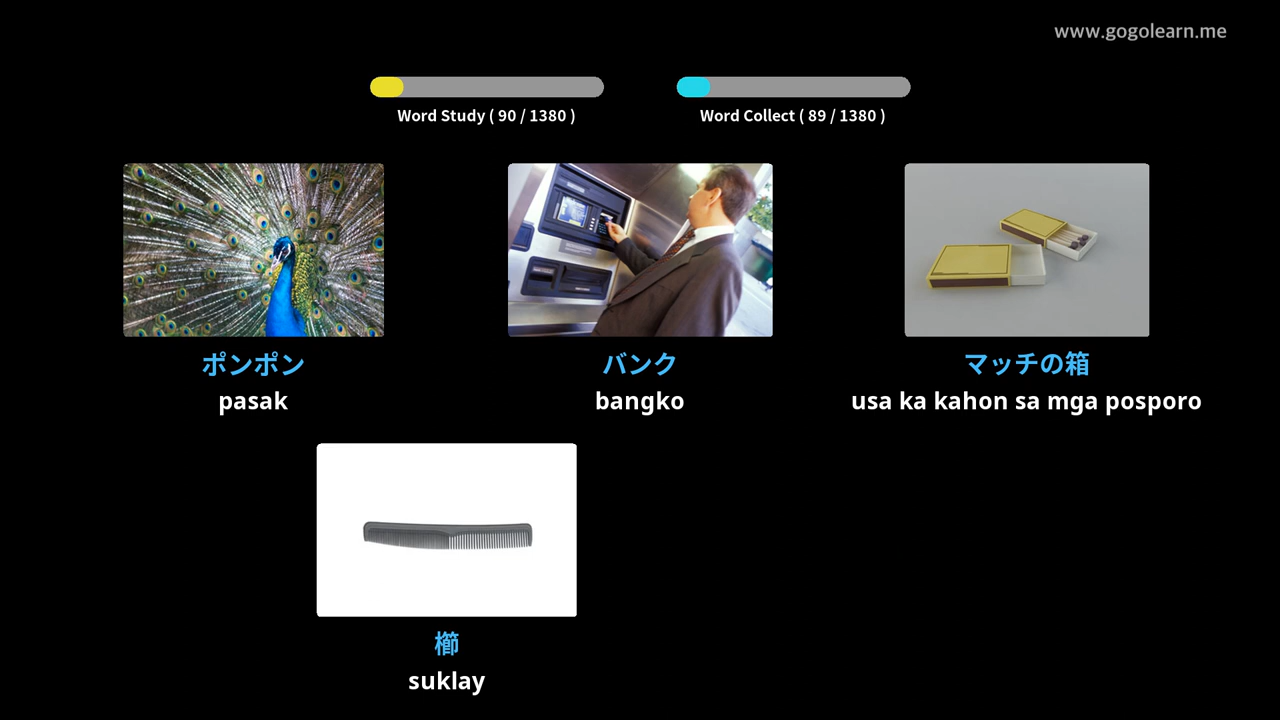 www.gogolearn.me
Word Study ( 90 / 1380 )
Word Collect ( 89 / 1380 )
ポンポン
pasak
バンク
bangko
マッチの箱
usa ka kahon sa mga posporo
櫛
suklay